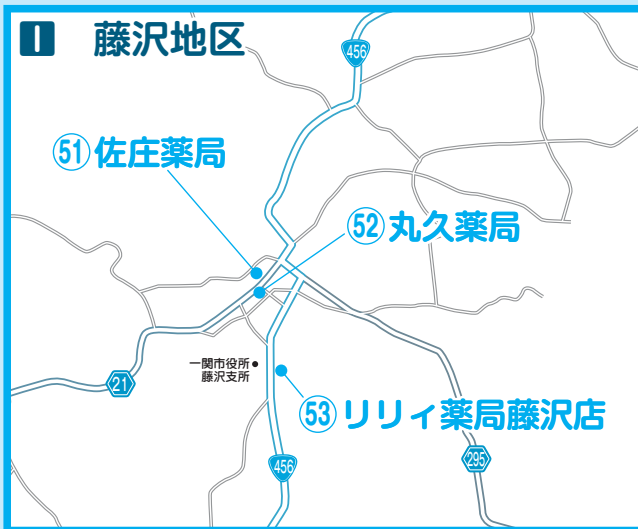 I 藤沢地区
456
51 佐庄薬局
52 丸久薬局
一関市役所
藤沢支所
21
53 リリィ薬局藤沢店
456
295